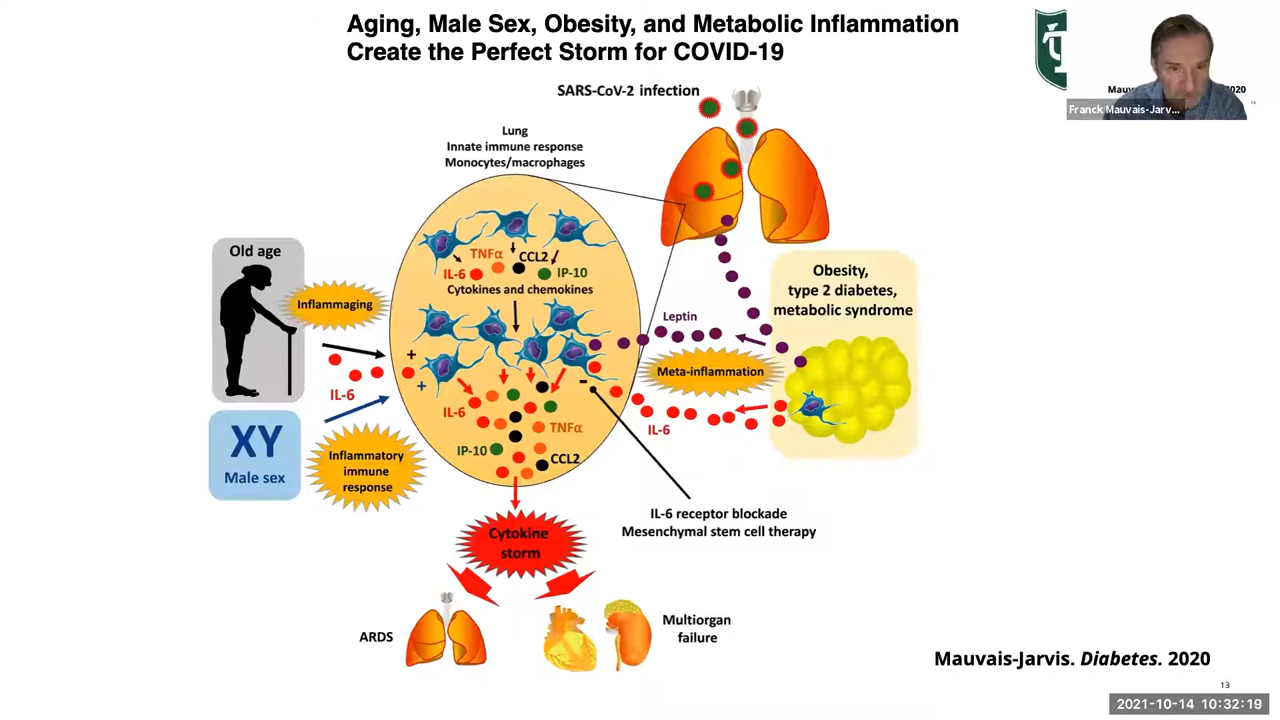 Aging, Male Sex, Obesity, and Metabolic Inflammation
Create the Perfect Storm for COVID-19
SARS-CoV-2 infection
Lung
Innate immune response
Monocytes/macrophages
Old age
Inflammaging
IL-6
XY
Male sex
Inflammatory
immune
response
TNFα
CCL2
IL-6
IP-10
Cytokines and chemokines
+
+
-
IL-6
TNFα
IP-10
CCL2
Leptin
Meta-inflammation
IL-6
Obesity,
type 2 diabetes,
metabolic syndrome
IL-6 receptor blockade
Mesenchymal stem cell therapy
Cytokine
storm
ARDS
Multiorgan
failure
Mauvais-Jarvis. Diabetes. 2020
13
2021-10-14 10:32:19
Franck Mauvais-Jarv...